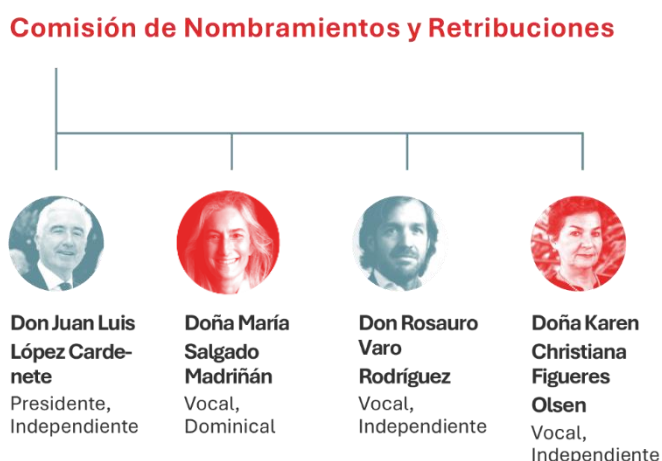 Comisión de Nombramientos y Retribuciones
Don Juan Luis
López Carde-
nete
Presidente,
Independiente
Doña María
Salgado
Madriñán
Vocal,
Dominical
Don Rosauro
Varo
Rodríguez
Vocal,
Independiente
Doña Karen
Christiana
Figueres
Olsen
Vocal,
Independiente